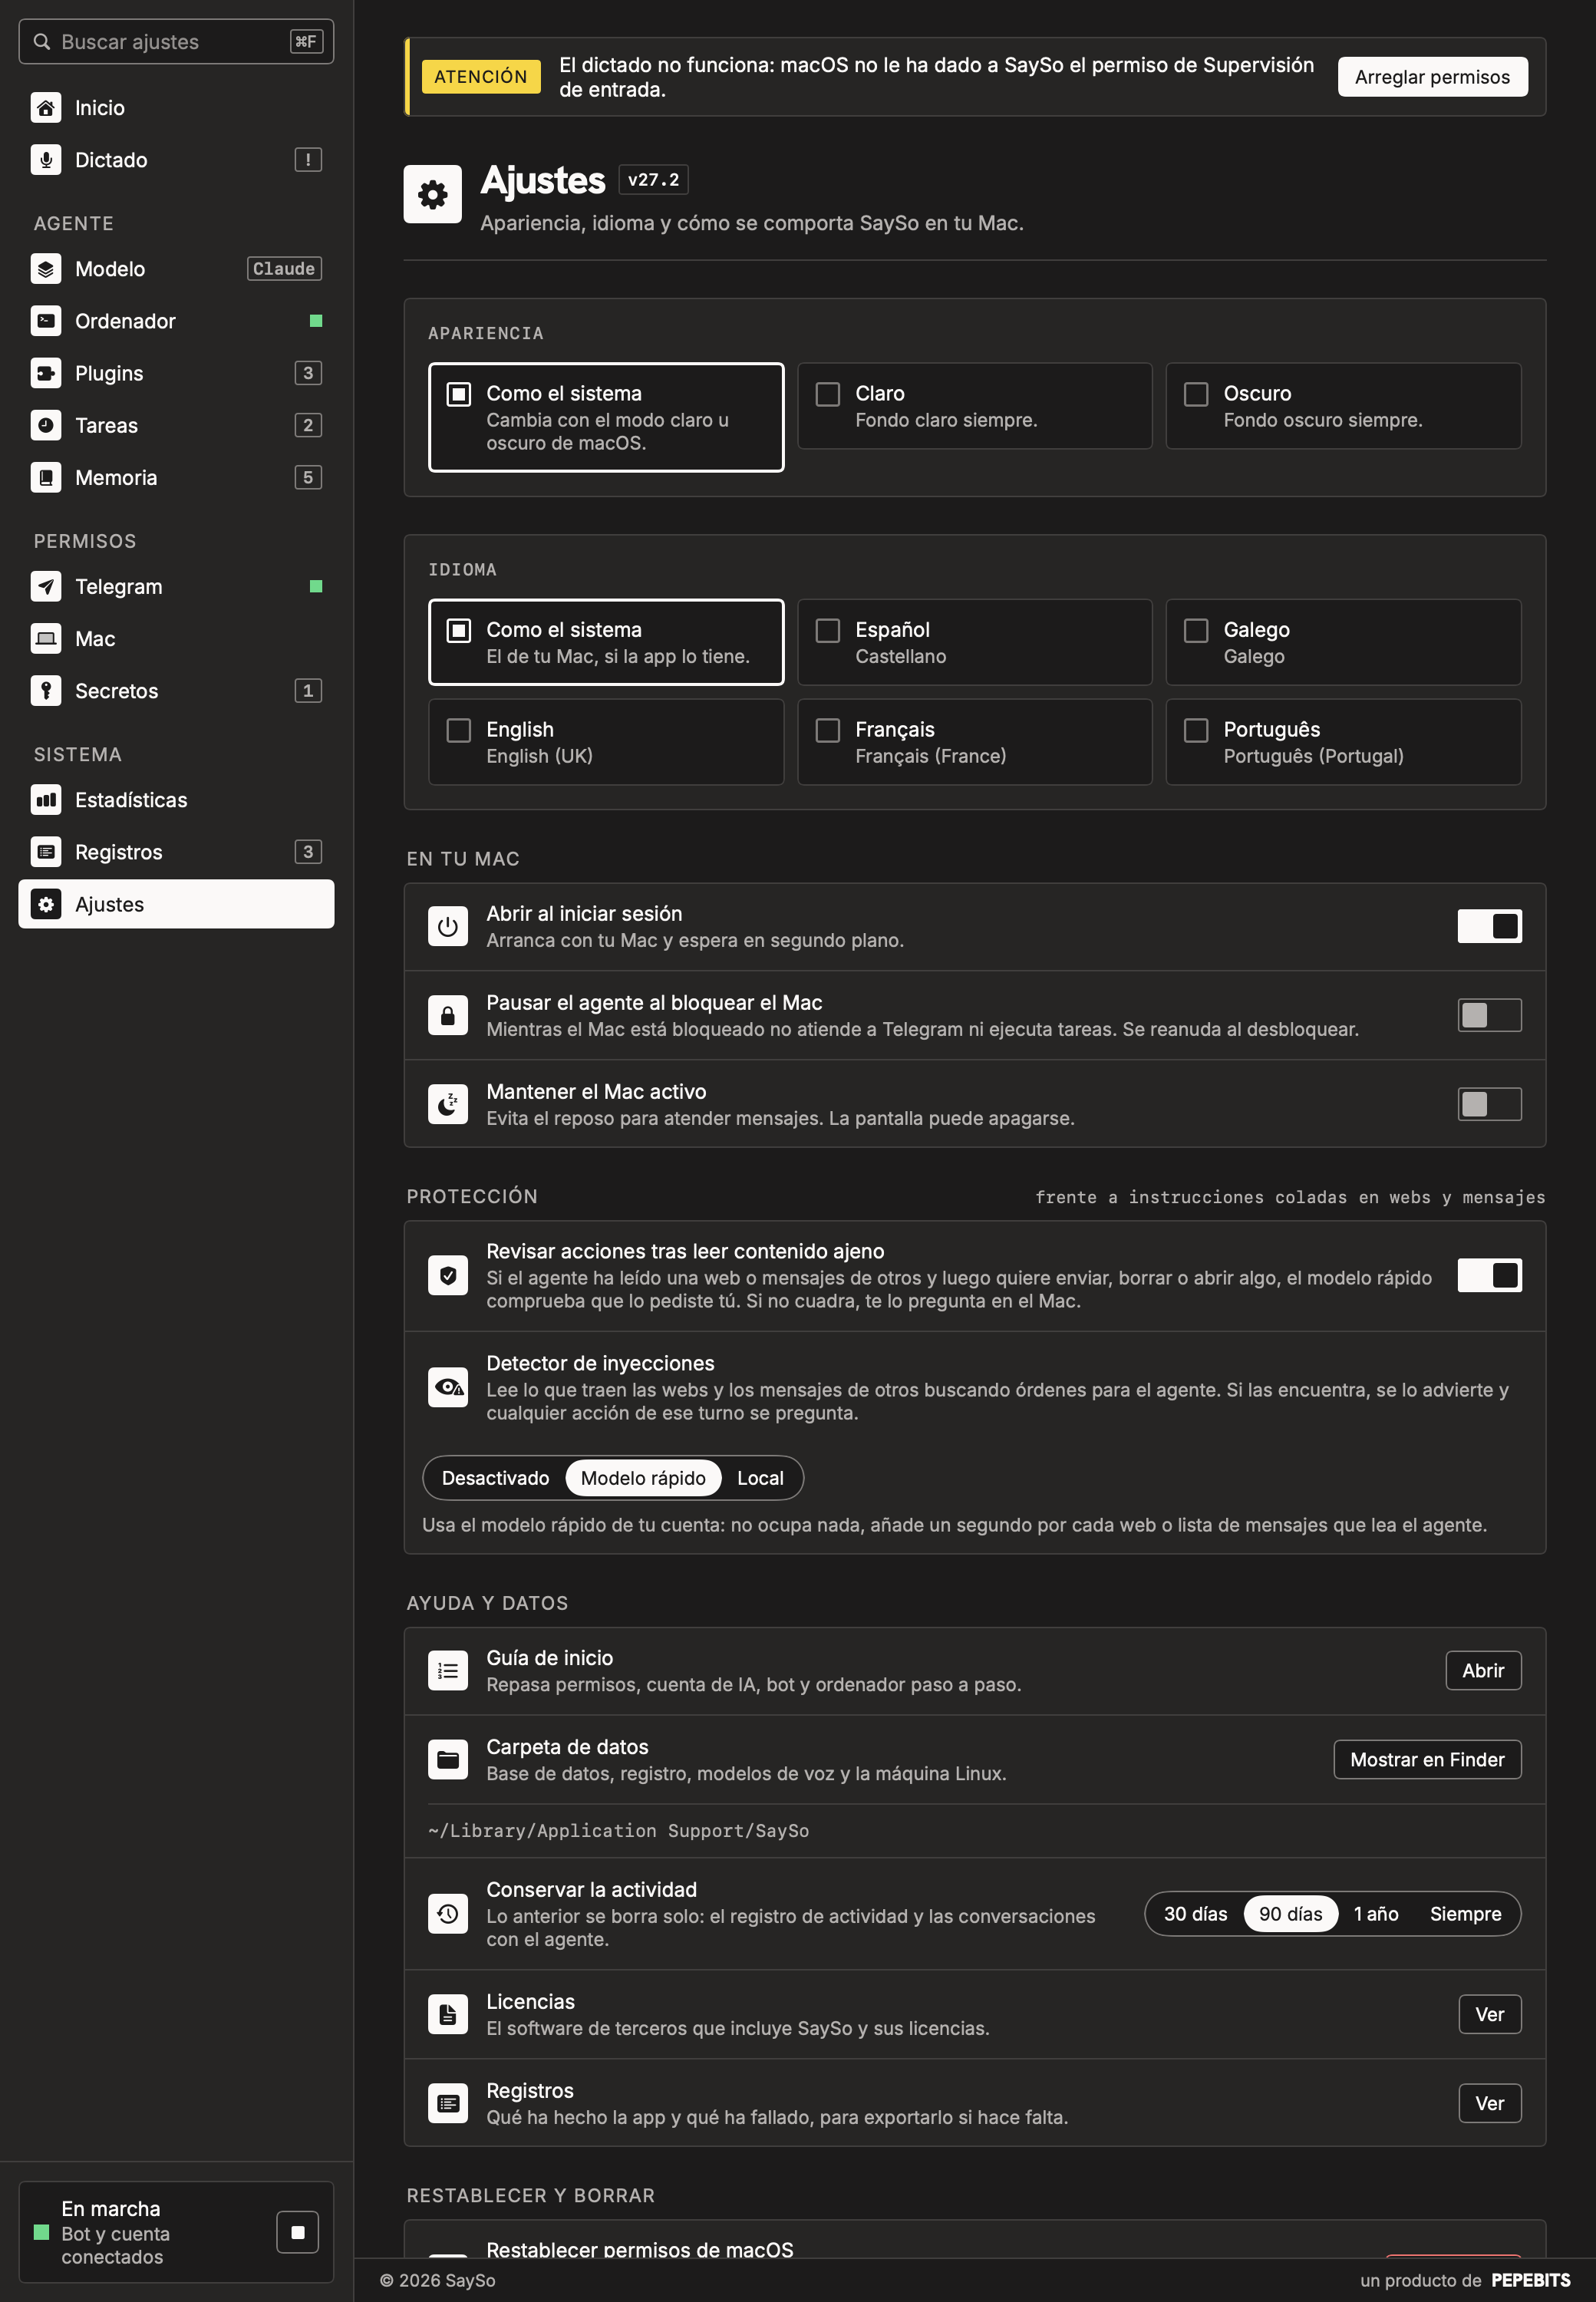 Buscar ajustes ⌘F
Inicio
Dictado !
AGENTE
Modelo Claude
Ordenador
Plugins 3
Tareas 2
Memoria 5
PERMISOS
Telegram
Mac
Secretos 1
SISTEMA
Estadísticas
Registros 3
Ajustes
En marcha
Bot y cuenta
conectados
ATENCIÓN
El dictado no funciona: macOS no le ha dado a SaySo el permiso de Supervisión
de entrada.
Arreglar permisos
Ajustes v27.2
Apariencia, idioma y cómo se comporta SaySo en tu Mac.
APARIENCIA
Como el sistema
Cambia con el modo claro u
oscuro de macOS.
Claro
Fondo claro siempre.
Oscuro
Fondo oscuro siempre.
IDIOMA
Como el sistema
El de tu Mac, si la app lo tiene.
Español
Castellano
Galego
Galego
English
English (UK)
Français
Français (France)
Português
Português (Portugal)
EN TU MAC
Abrir al iniciar sesión
Arranca con tu Mac y espera en segundo plano.
Pausar el agente al bloquear el Mac
Mientras el Mac está bloqueado no atiende a Telegram ni ejecuta tareas. Se reanuda al desbloquear.
Mantener el Mac activo
Evita el reposo para atender mensajes. La pantalla puede apagarse.
PROTECCIÓN frente a instrucciones coladas en webs y mensajes
Revisar acciones tras leer contenido ajeno
Si el agente ha leído una web o mensajes de otros y luego quiere enviar, borrar o abrir algo, el modelo rápido
comprueba que lo pediste tú. Si no cuadra, te lo pregunta en el Mac.
Detector de inyecciones
Lee lo que traen las webs y los mensajes de otros buscando órdenes para el agente. Si las encuentra, se lo advierte y
cualquier acción de ese turno se pregunta.
Desactivado Modelo rápido Local
Usa el modelo rápido de tu cuenta: no ocupa nada, añade un segundo por cada web o lista de mensajes que lea el agente.
AYUDA Y DATOS
Guía de inicio
Repasa permisos, cuenta de IA, bot y ordenador paso a paso.
Abrir
Carpeta de datos
Base de datos, registro, modelos de voz y la máquina Linux.
Mostrar en Finder
~/Library/Application Support/SaySo
Conservar la actividad
Lo anterior se borra solo: el registro de actividad y las conversaciones
con el agente.
30 días 90 días 1 año Siempre
Licencias
El software de terceros que incluye SaySo y sus licencias.
Ver
Registros
Qué ha hecho la app y qué ha fallado, para exportarlo si hace falta.
Ver
RESTABLECER Y BORRAR
Restablecer permisos de macOS
© 2026 SaySo
un producto de PEPEBITS